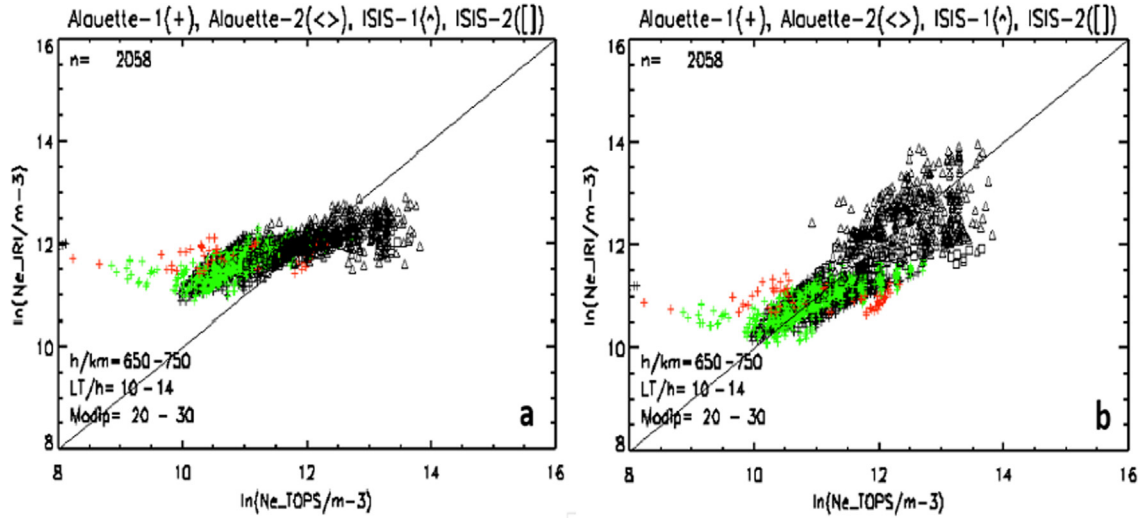 Alouette-1(+), Alouette-2(<>), ISIS-1(^), ISIS-2([])
n= 2058
ln(Ne_IRI/m-3)
16
14
12
10
8
h/km=650-750
LT/h= 10-14
Modip= 20 - 30
a
8 10 12 14 16
ln(Ne_TOPS/m-3)
Alouette-1(+), Alouette-2(<>), ISIS-1(^), ISIS-2([])
n= 2058
ln(Ne_IRI/m-3)
16
14
12
10
8
h/km=650-750
LT/h= 10-14
Modip= 20 - 30
b
8 10 12 14 16
ln(Ne_TOPS/m-3)